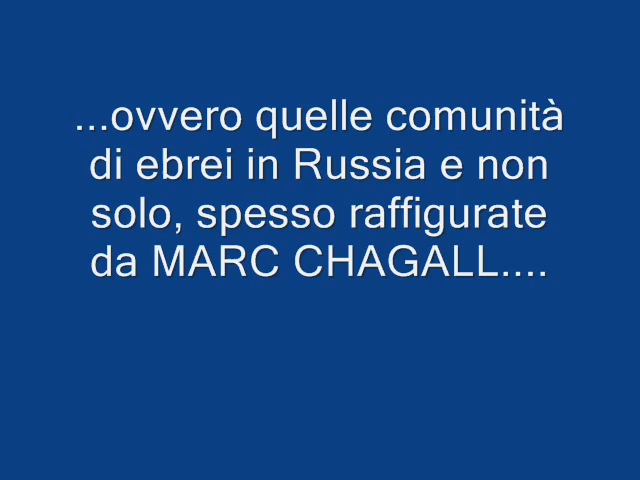 ...ovvero quelle comunità
di ebrei in Russia e non
solo, spesso raffigurate
da MARC CHAGALL....